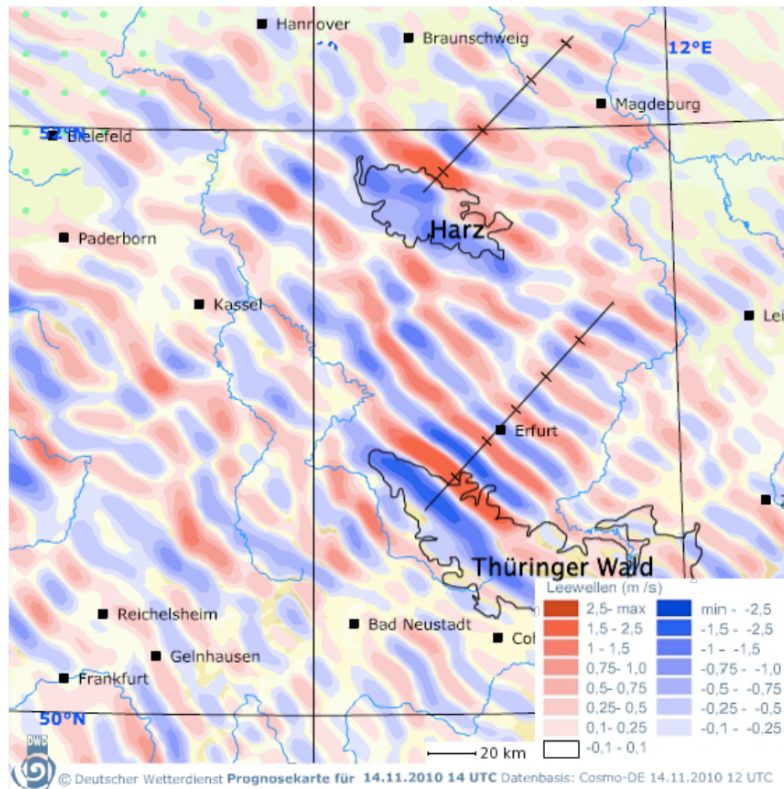 Hannover
Braunschweig
12°E
Magdeburg
52°N
Bielefeld
Harz
Paderborn
Kassel
Lei
Erfurt
Thüringer Wald
Leewellen (m /s)
2,5- max
min - -2,5
1,5 - 2,5
-1,5 - -2,5
1 - 1,5
-1 - -1,5
0,75- 1,0
-0,75 - -1,0
0,5- 0,75
-0,5 - -0,75
0,25- 0,5
-0,25 - -0.5
0,1- 0,25
-0,1 - -0.25
-0,1 - 0,1
Reichelsheim
Bad Neustadt
Cob
Gelnhausen
Frankfurt
50°N
20 km
DWD
© Deutscher Wetterdienst Prognosekarte für 14.11.2010 14 UTC Datenbasis: Cosmo-DE 14.11.2010 12 UTC